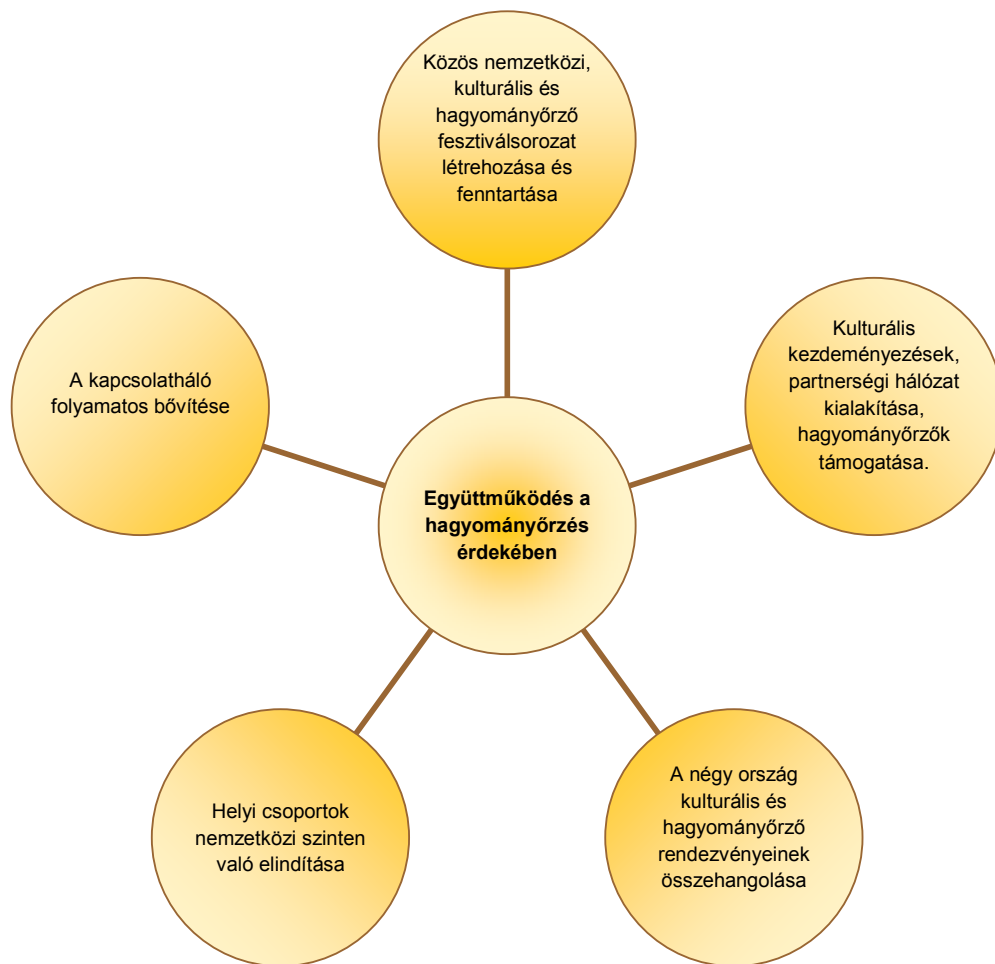 Közös nemzetközi,
kulturális és
hagyományőrző
fesztiválsorozat
létrehozása és
fenntartása
Kulturális
kezdeményezések,
partnerségi hálózat
kialakítása,
hagyományőrzők
támogatása.
A kapcsolatháló
folyamatos bővítése
Együttműködés a
hagyományőrzés
érdekében
Helyi csoportok
nemzetközi szinten
való elindítása
A négy ország
kulturális és
hagyományőrző
rendezvényeinek
összehangolása